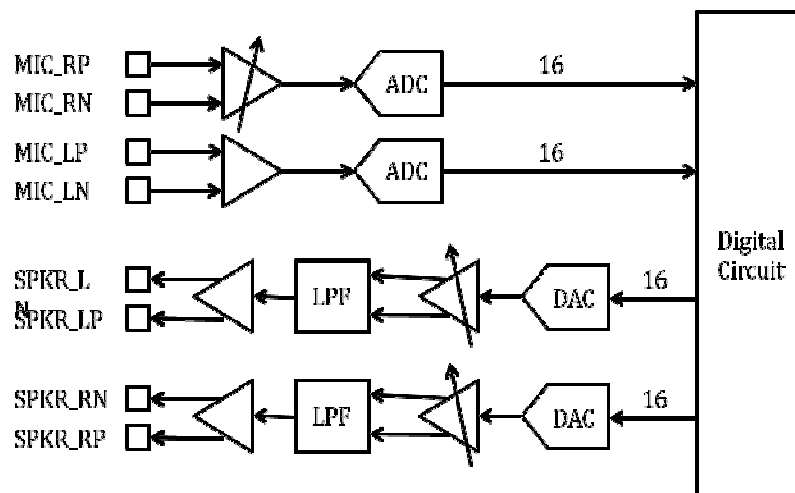 MIC_RP
ADC
16
MIC_RN
MIC_LP
ADC
16
MIC_LN
Digital
Circuit
SPKR_L
N
LPF
DAC
16
SPKR_LP
SPKR_RN
LPF
DAC
16
SPKR_RP